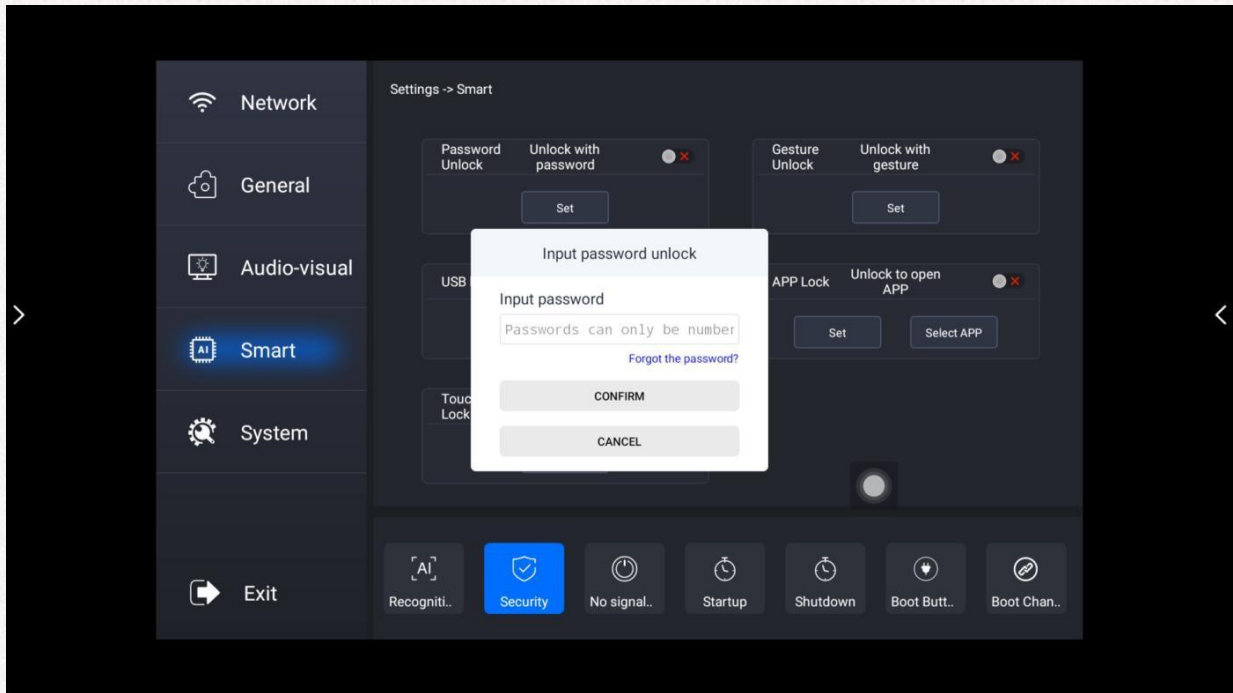 Network
General
Audio-visual
AI
Smart
System
Exit
Settings -> Smart
Password
Unlock
Unlock with
password
Set
Gesture
Unlock
Unlock with
gesture
Set
USB
APP Lock
Unlock to open
APP
Set
Select APP
Touc
Lock
Input password unlock
Input password
Passwords can only be number
Forgot the password?
CONFIRM
CANCEL
AI
Recogniti..
Security
No signal..
Startup
Shutdown
Boot Butt..
Boot Chan..